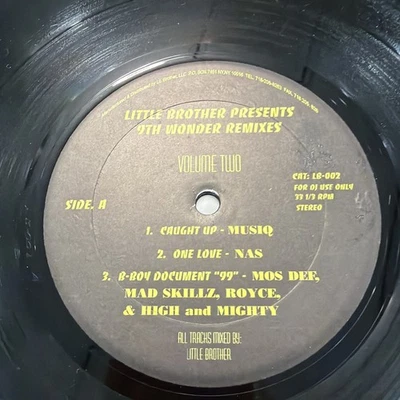 LITTLE BROTHER PRESENTS
9TH WONDER REMIXES
VOLUME TWO
CAT: LB-002
FOR DJ USE ONLY
33 1/3 RPM
STEREO
SIDE. A
1. CAUGHT UP - MUSIQ
2. ONE LOVE - NAS
3. B-BOY DOCUMENT "99" - MOS DEF,
MAD SKILLZ, ROYCE,
& HIGH and MIGHTY
ALL TRACKS MIXED BY:
LITTLE BROTHER